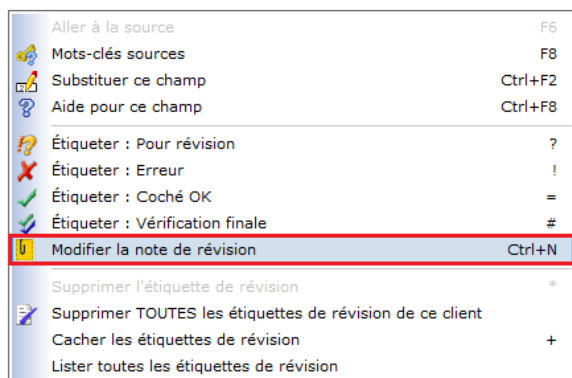 Aller à la source F6
Mots-clés sources F8
Substituer ce champ Ctrl+F2
Aide pour ce champ Ctrl+F8
Étiqueter : Pour révision ?
Étiqueter : Erreur !
Étiqueter : Coché OK =
Étiqueter : Vérification finale #
Modifier la note de révision Ctrl+N
Supprimer l'étiquette de révision *
Supprimer TOUTES les étiquettes de révision de ce client
Cacher les étiquettes de révision +
Lister toutes les étiquettes de révision